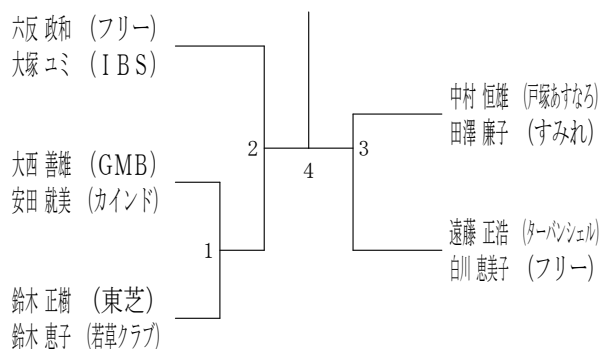 六反 政和 (フリー)
大塚 ユミ (ＩＢＳ)
大西 善雄 (GMB)
安田 就美 (カインド)
鈴木 正樹 (東芝)
鈴木 恵子 (若草クラブ)
1
2
4
3
中村 恒雄 (戸塚あすなろ)
田澤 廉子 (すみれ)
遠藤 正浩 (ターバンシェル)
白川 恵美子 (フリー)